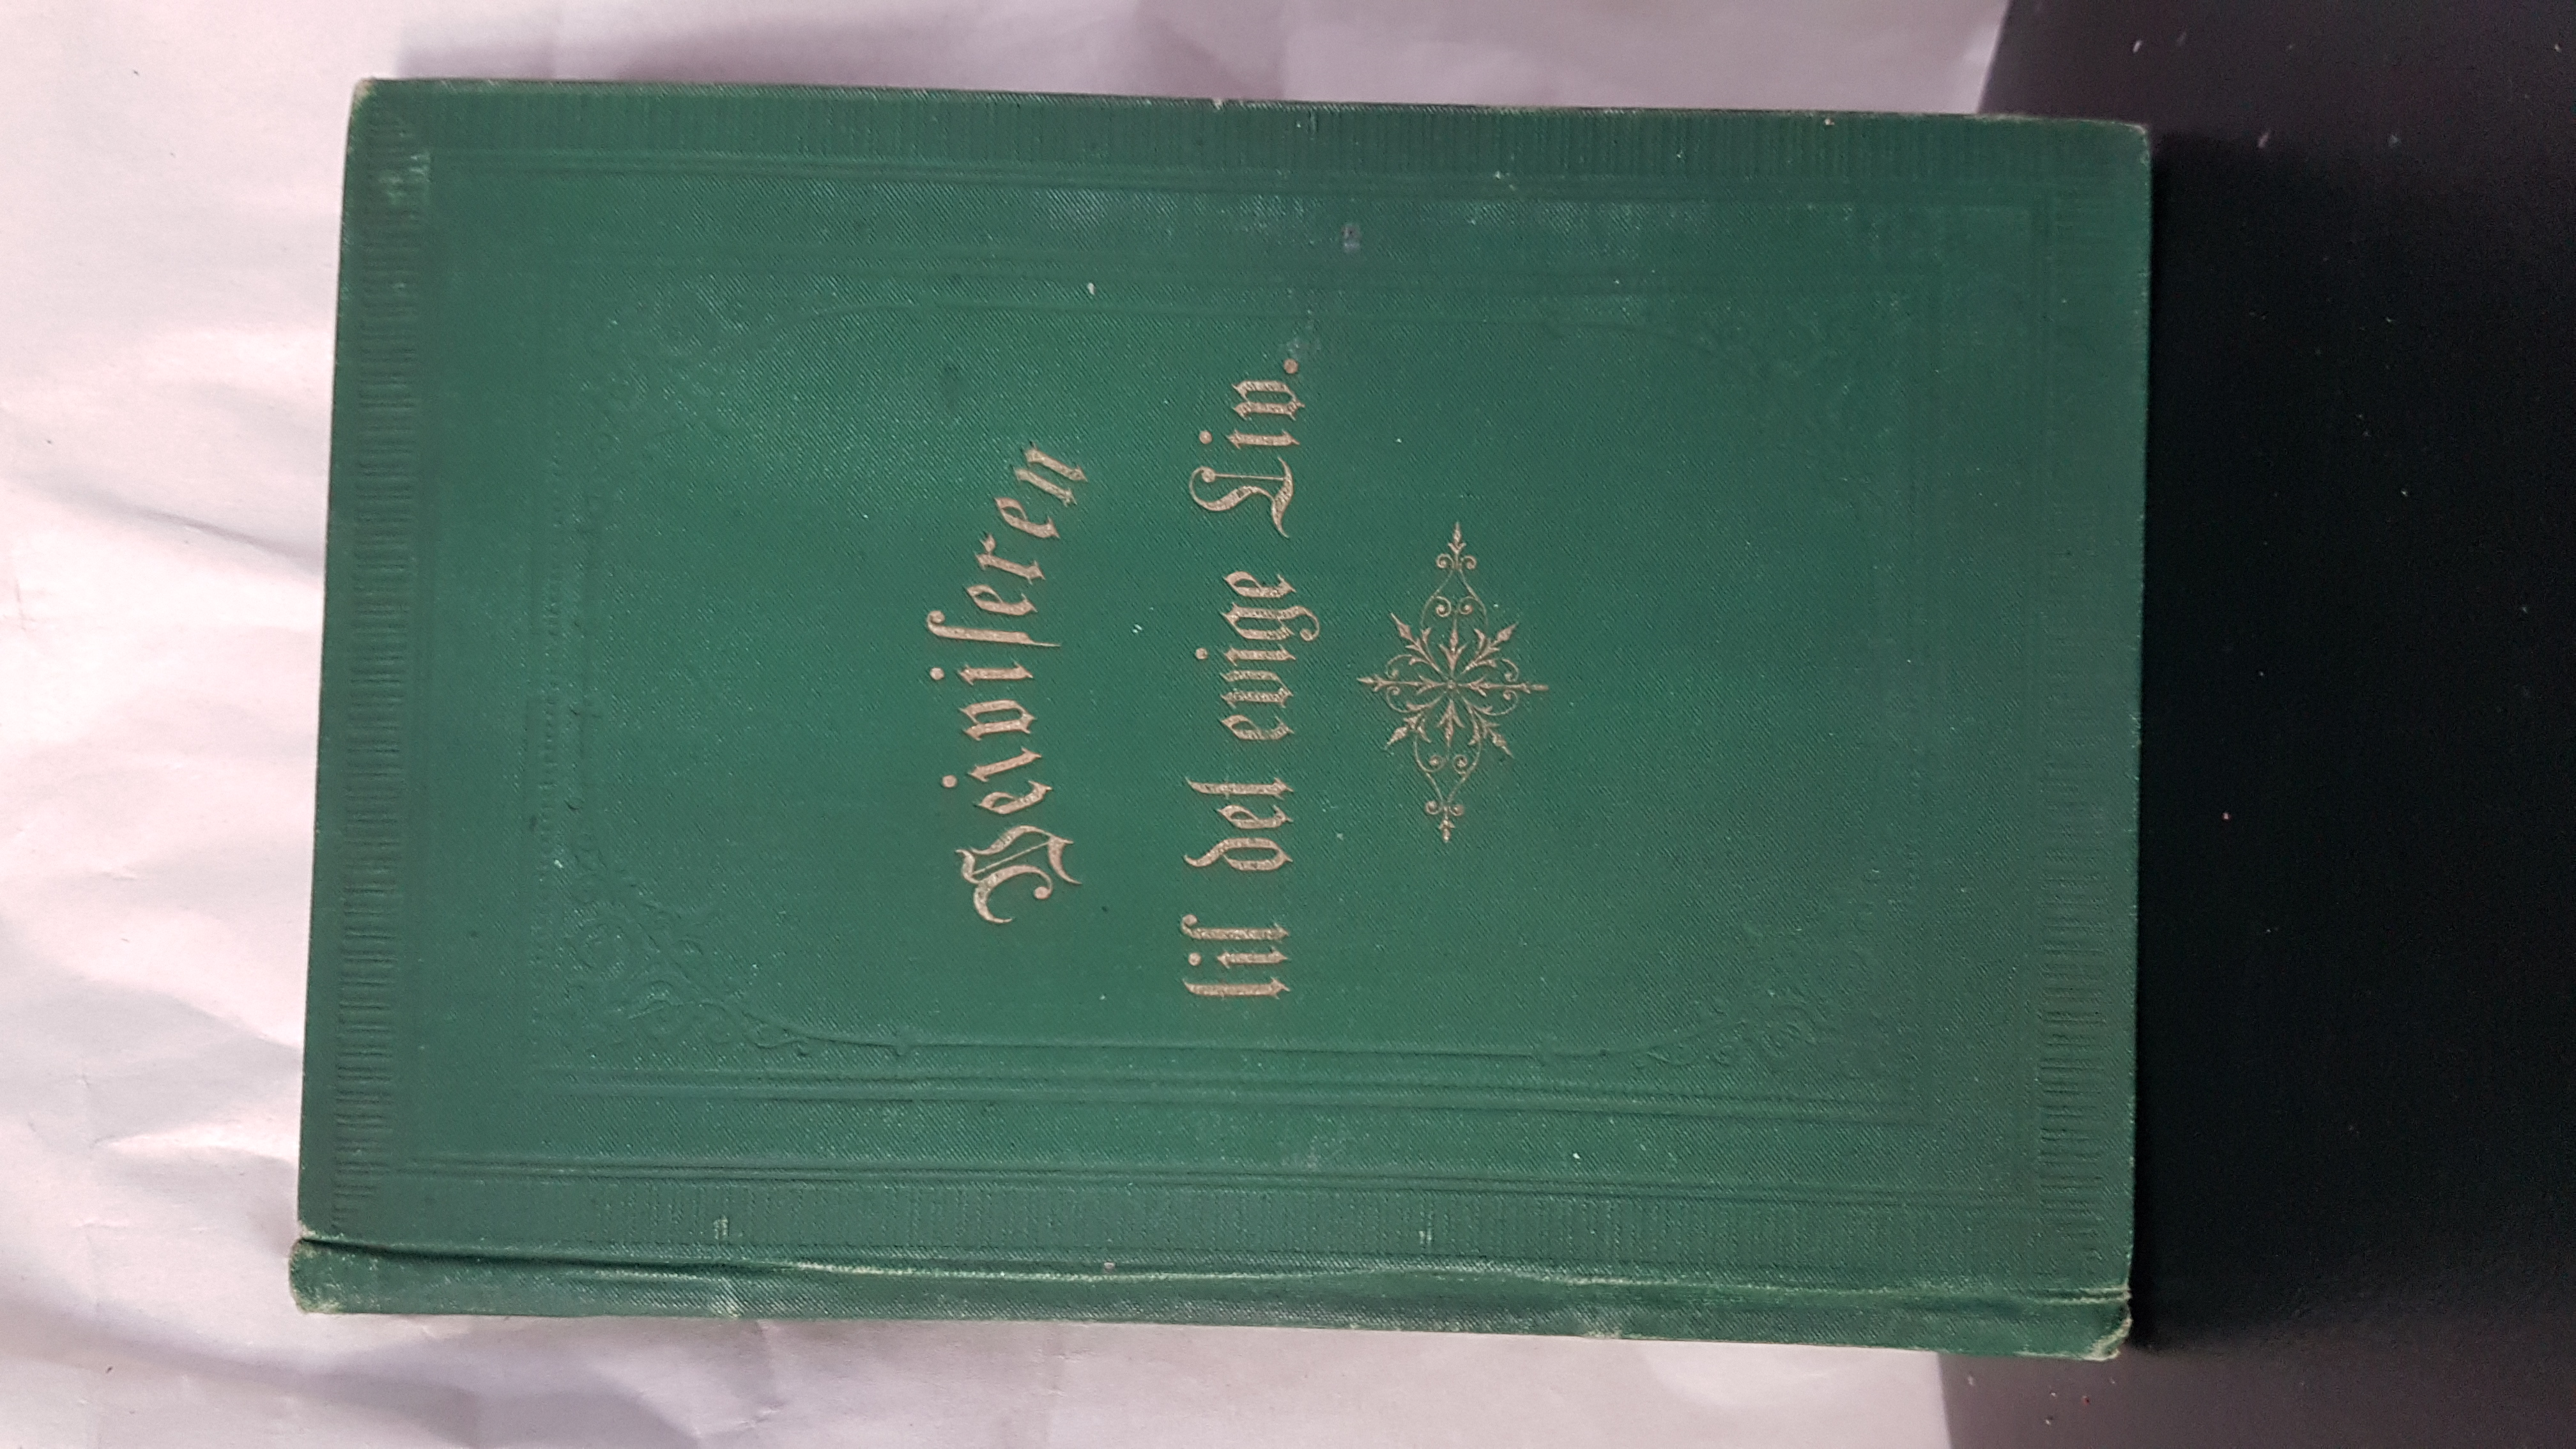 Veiviseren
til det evige Liv.